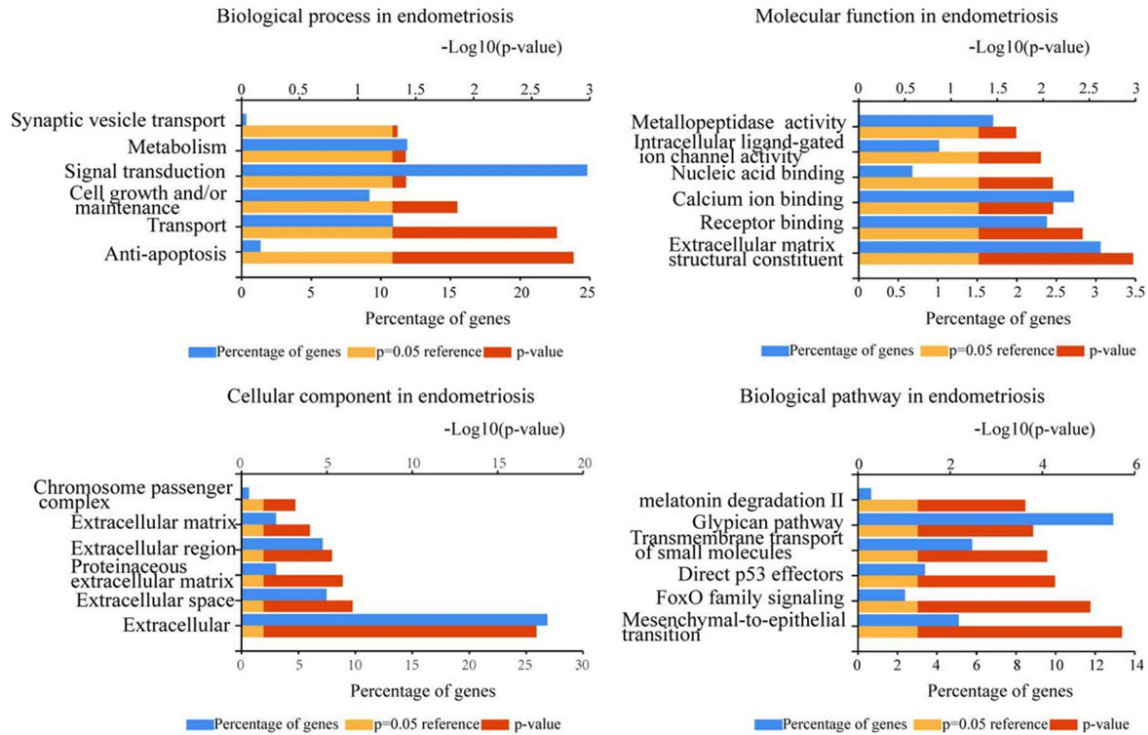 Biological process in endometriosis
-Log10(p-value)
0 0.5 1 1.5 2 2.5 3
Synaptic vesicle transport
Metabolism
Signal transduction
Cell growth and/or
maintenance
Transport
Anti-apoptosis
0 5 10 15 20 25
Percentage of genes
Percentage of genes p=0.05 reference p-value
Molecular function in endometriosis
-Log10(p-value)
0 0.5 1 1.5 2 2.5 3
Metallopeptidase activity
Intracellular ligand-gated
ion channel activity
Nucleic acid binding
Calcium ion binding
Receptor binding
Extracellular matrix
structural constituent
0 0.5 1 1.5 2 2.5 3 3.5
Percentage of genes
Percentage of genes p=0.05 reference p-value
Cellular component in endometriosis
-Log10(p-value)
0 5 10 15 20
Chromosome passenger
complex
Extracellular matrix
Extracellular region
Proteinaceous
extracellular matrix
Extracellular space
Extracellular
0 5 10 15 20 25 30
Percentage of genes
Percentage of genes p=0.05 reference p-value
Biological pathway in endometriosis
-Log10(p-value)
0 2 4 6
melatonin degradation II
Glypican pathway
Transmembrane transport
of small molecules
Direct p53 effectors
FoxO family signaling
Mesenchymal-to-epithelial
transition
0 2 4 6 8 10 12 14
Percentage of genes
Percentage of genes p=0.05 reference p-value